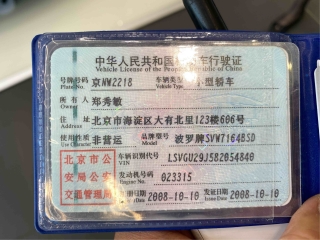 中华人民共和国机动车行驶证
Vehicle License of the People's Republic of China
号牌号码 京HW2218 车辆类型 小型轿车
Plate No. Vehicle Type
所有人 郑秀敏
Owner
住址 北京市海淀区大有北里123楼606号
Address
使用性质 非营运 品牌型号 波罗牌SVW7164BSD
Use Character Model
北京市公 车辆识别代号 LSVGU29J5B2054840
VIN
安局公安 发动机号码 023315
Engine No.
交通管理局 注册日期 2008-10-10 发证日期 2008-10-10
Register Date Issue Date